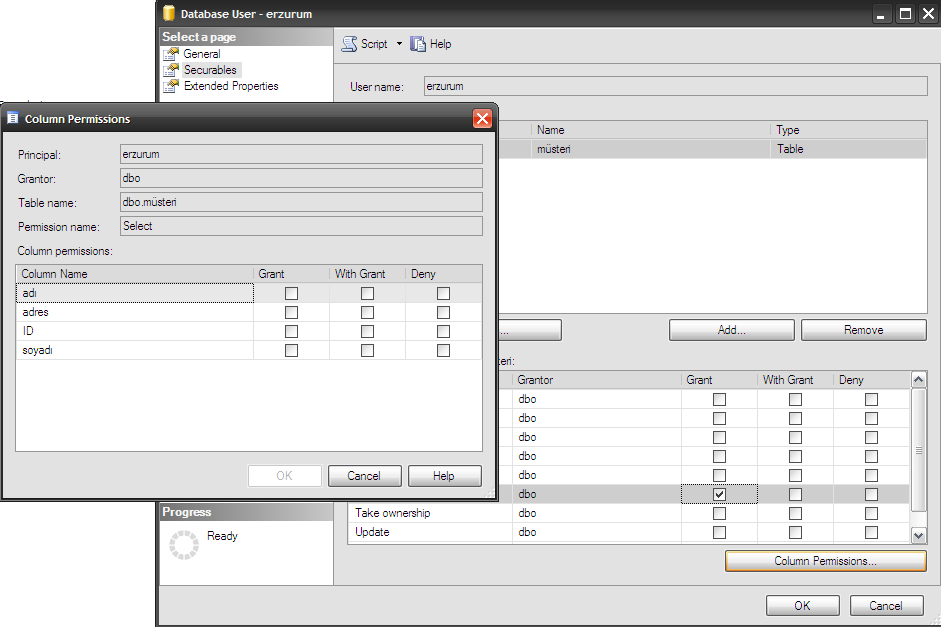 Database User - erzurum
Select a page
General
Securables
Extended Properties
Script
Help
User name: erzurum
Name Type
müsteri Table
... Add... Remove
teri:
Grantor Grant With Grant Deny
dbo
dbo
dbo
dbo
dbo
dbo
Take ownership dbo
Update dbo
Column Permissions...
OK Cancel
Progress
Ready
Column Permissions
Principal: erzurum
Grantor: dbo
Table name: dbo.müsteri
Permission name: Select
Column permissions:
Column Name Grant With Grant Deny
adı
adres
ID
soyadı
OK Cancel Help